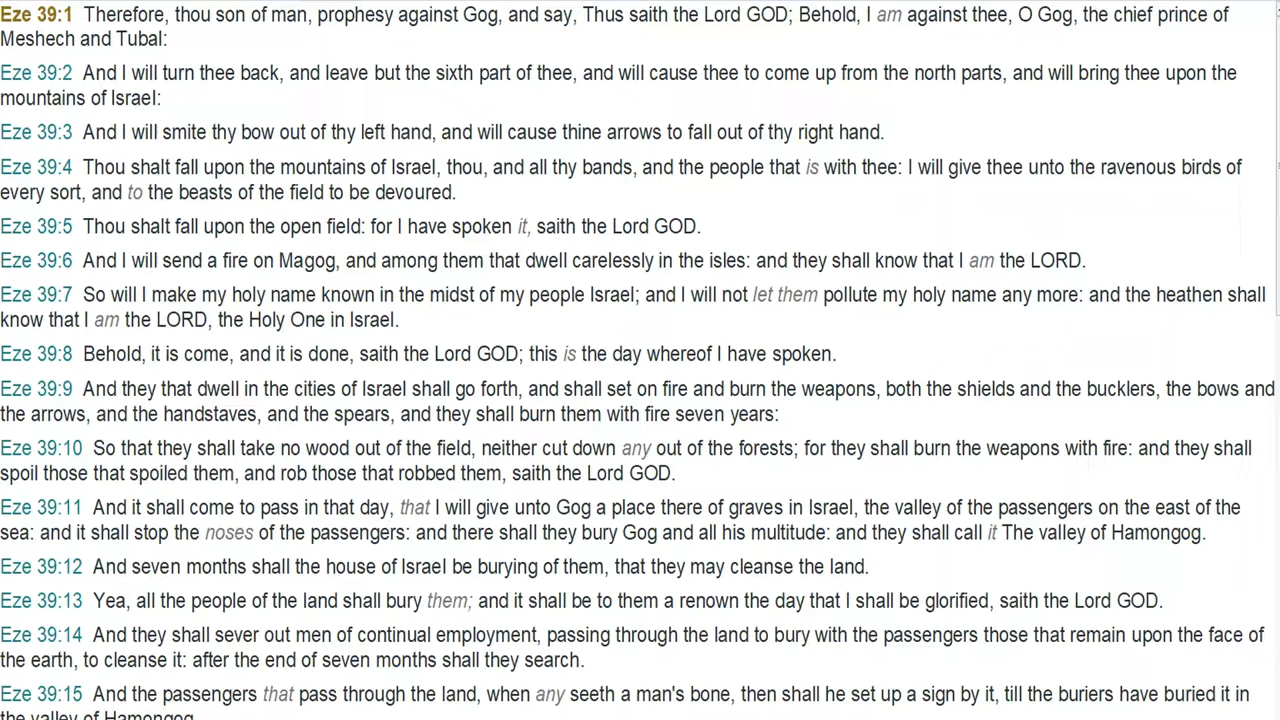 Eze 39:1 Therefore, thou son of man, prophesy against Gog, and say, Thus saith the Lord GOD; Behold, I am against thee, O Gog, the chief prince of
Meshech and Tubal:
Eze 39:2 And I will turn thee back, and leave but the sixth part of thee, and will cause thee to come up from the north parts, and will bring thee upon the
mountains of Israel:
Eze 39:3 And I will smite thy bow out of thy left hand, and will cause thine arrows to fall out of thy right hand.
Eze 39:4 Thou shalt fall upon the mountains of Israel, thou, and all thy bands, and the people that is with thee: I will give thee unto the ravenous birds of
every sort, and to the beasts of the field to be devoured.
Eze 39:5 Thou shalt fall upon the open field: for I have spoken it, saith the Lord GOD.
Eze 39:6 And I will send a fire on Magog, and among them that dwell carelessly in the isles: and they shall know that I am the LORD.
Eze 39:7 So will I make my holy name known in the midst of my people Israel; and I will not let them pollute my holy name any more: and the heathen shall
know that I am the LORD, the Holy One in Israel.
Eze 39:8 Behold, it is come, and it is done, saith the Lord GOD; this is the day whereof I have spoken.
Eze 39:9 And they that dwell in the cities of Israel shall go forth, and shall set on fire and burn the weapons, both the shields and the bucklers, the bows and
the arrows, and the handstaves, and the spears, and they shall burn them with fire seven years:
Eze 39:10 So that they shall take no wood out of the field, neither cut down any out of the forests; for they shall burn the weapons with fire: and they shall
spoil those that spoiled them, and rob those that robbed them, saith the Lord GOD.
Eze 39:11 And it shall come to pass in that day, that I will give unto Gog a place there of graves in Israel, the valley of the passengers on the east of the
sea: and it shall stop the noses of the passengers: and there shall they bury Gog and all his multitude: and they shall call it The valley of Hamongog.
Eze 39:12 And seven months shall the house of Israel be burying of them, that they may cleanse the land.
Eze 39:13 Yea, all the people of the land shall bury them; and it shall be to them a renown the day that I shall be glorified, saith the Lord GOD.
Eze 39:14 And they shall sever out men of continual employment, passing through the land to bury with the passengers those that remain upon the face of
the earth, to cleanse it: after the end of seven months shall they search.
Eze 39:15 And the passengers that pass through the land, when any seeth a man's bone, then shall he set up a sign by it, till the buriers have buried it in
the valley of Hamongog.